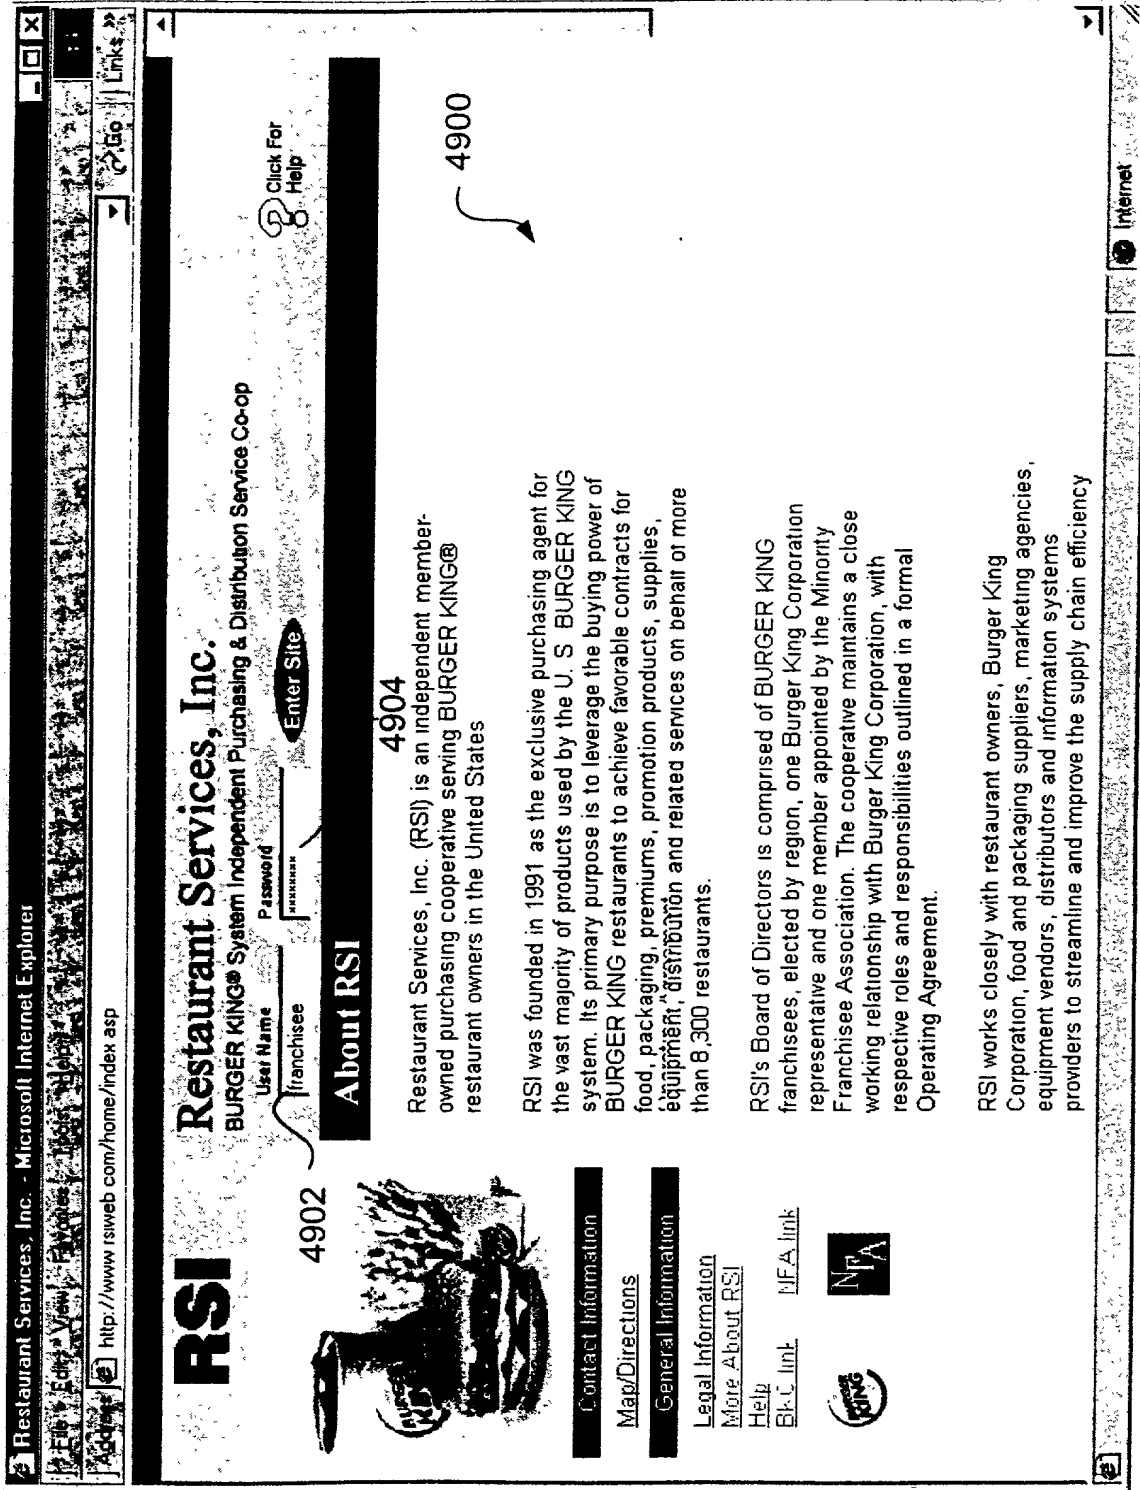 Restaurant Services, Inc. - Microsoft Internet Explorer
File Edit View Favorites Tools Help
Address http://www rsiweb com/home/index asp
Go Links »
RSI
Restaurant Services, Inc.
BURGER KING® System Independent Purchasing & Distribution Service Co-op
User Name Password
franchisee ******** Enter Site
Click For
Help
4902
4904
4900
About RSI
Contact Information
Map/Directions
General Information
Legal Information
More About RSI
Help
BKC link NFA link
BURGER KING
NFA
Restaurant Services, Inc. (RSI) is an independent member-
owned purchasing cooperative serving BURGER KING®
restaurant owners in the United States
RSI was founded in 1991 as the exclusive purchasing agent for
the vast majority of products used by the U. S BURGER KING
system. Its primary purpose is to leverage the buying power of
BURGER KING restaurants to achieve favorable contracts for
food, packaging, premiums, promotion products, supplies,
equipment, distribution and related services on behalf of more
than 8,300 restaurants.
RSI's Board of Directors is comprised of BURGER KING
franchisees, elected by region, one Burger King Corporation
representative and one member appointed by the Minority
Franchisee Association. The cooperative maintains a close
working relationship with Burger King Corporation, with
respective roles and responsibilities outlined in a formal
Operating Agreement.
RSI works closely with restaurant owners, Burger King
Corporation, food and packaging suppliers, marketing agencies,
equipment vendors, distributors and information systems
providers to streamline and improve the supply chain efficiency
Internet